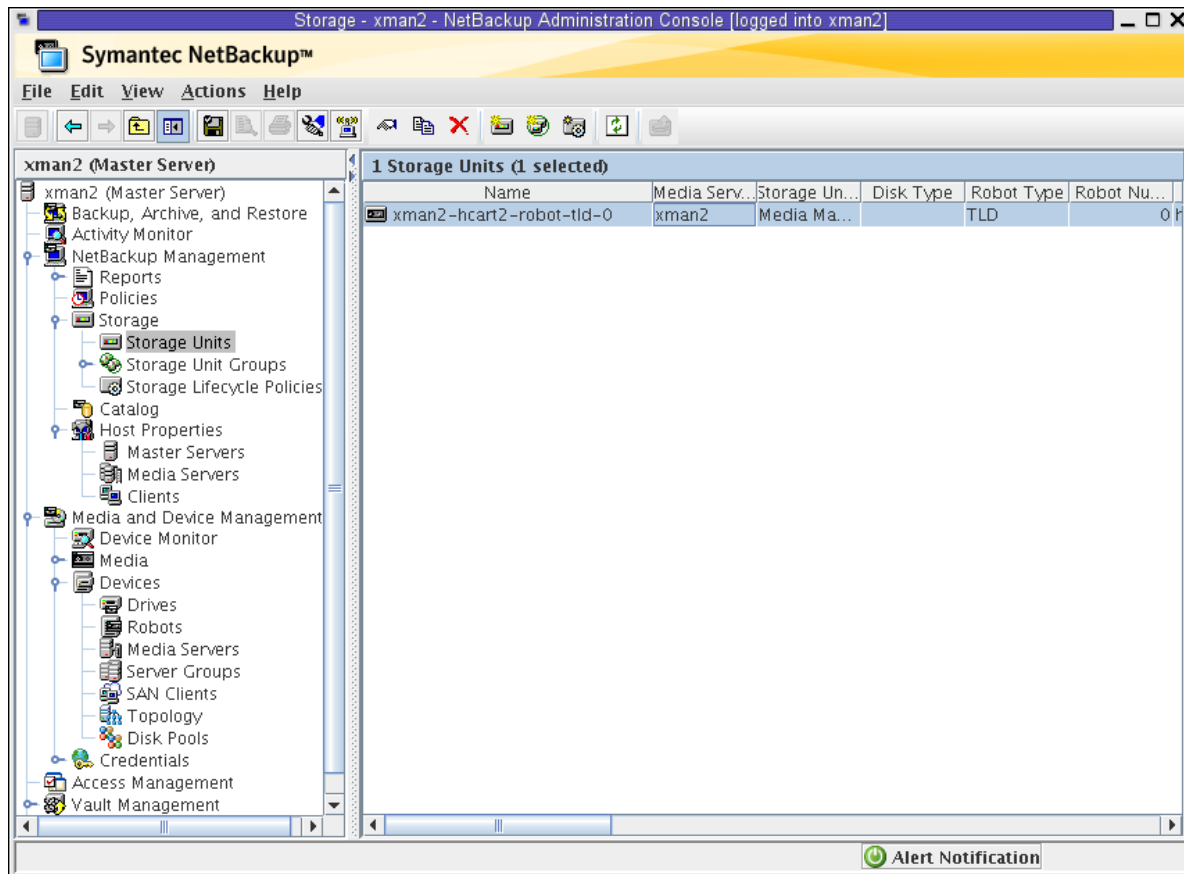 Storage - xman2 - NetBackup Administration Console [logged into xman2]
Symantec NetBackup™
File Edit View Actions Help
xman2 (Master Server)
1 Storage Units (1 selected)
xman2 (Master Server)
Backup, Archive, and Restore
Activity Monitor
NetBackup Management
Reports
Policies
Storage
Storage Units
Storage Unit Groups
Storage Lifecycle Policies
Catalog
Host Properties
Master Servers
Media Servers
Clients
Media and Device Management
Device Monitor
Media
Devices
Drives
Robots
Media Servers
Server Groups
SAN Clients
Topology
Disk Pools
Credentials
Access Management
Vault Management
Name Media Serv... Storage Un... Disk Type Robot Type Robot Nu...
xman2-hcart2-robot-tld-0 xman2 Media Ma... TLD 0 h
Alert Notification